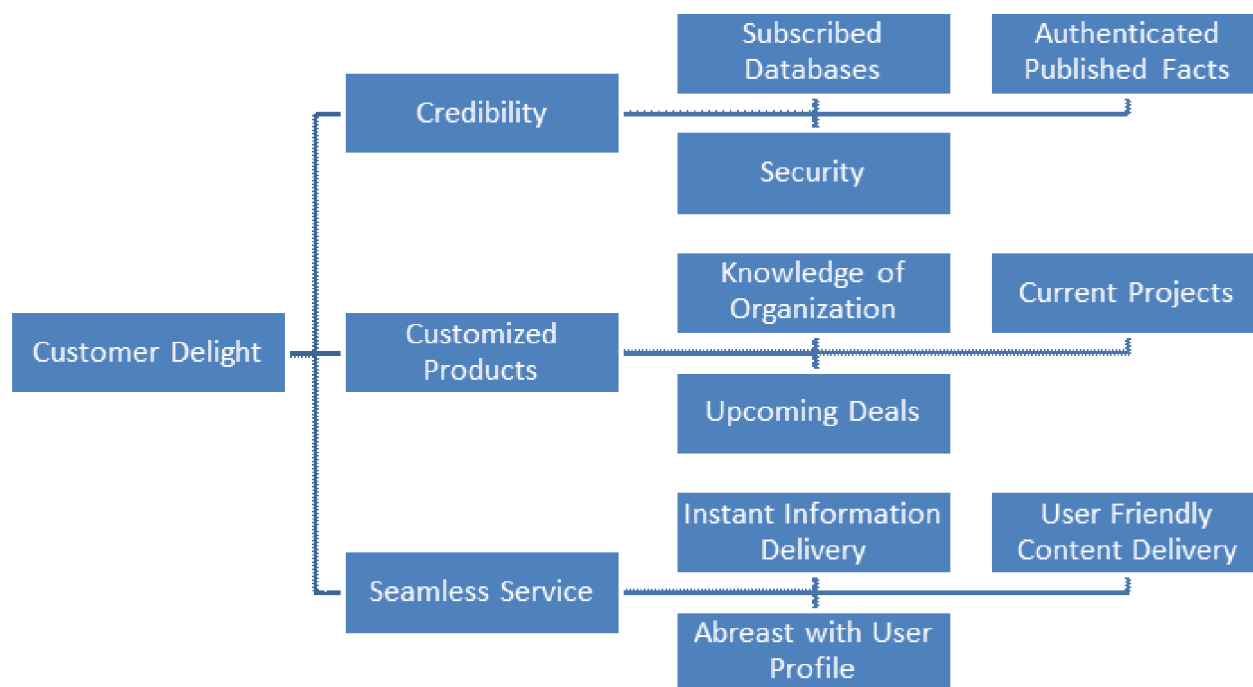 Subscribed
Databases
Authenticated
Published Facts
Credibility
Security
Knowledge of
Organization
Current Projects
Customer Delight
Customized
Products
Upcoming Deals
Instant Information
Delivery
User Friendly
Content Delivery
Seamless Service
Abreast with User
Profile